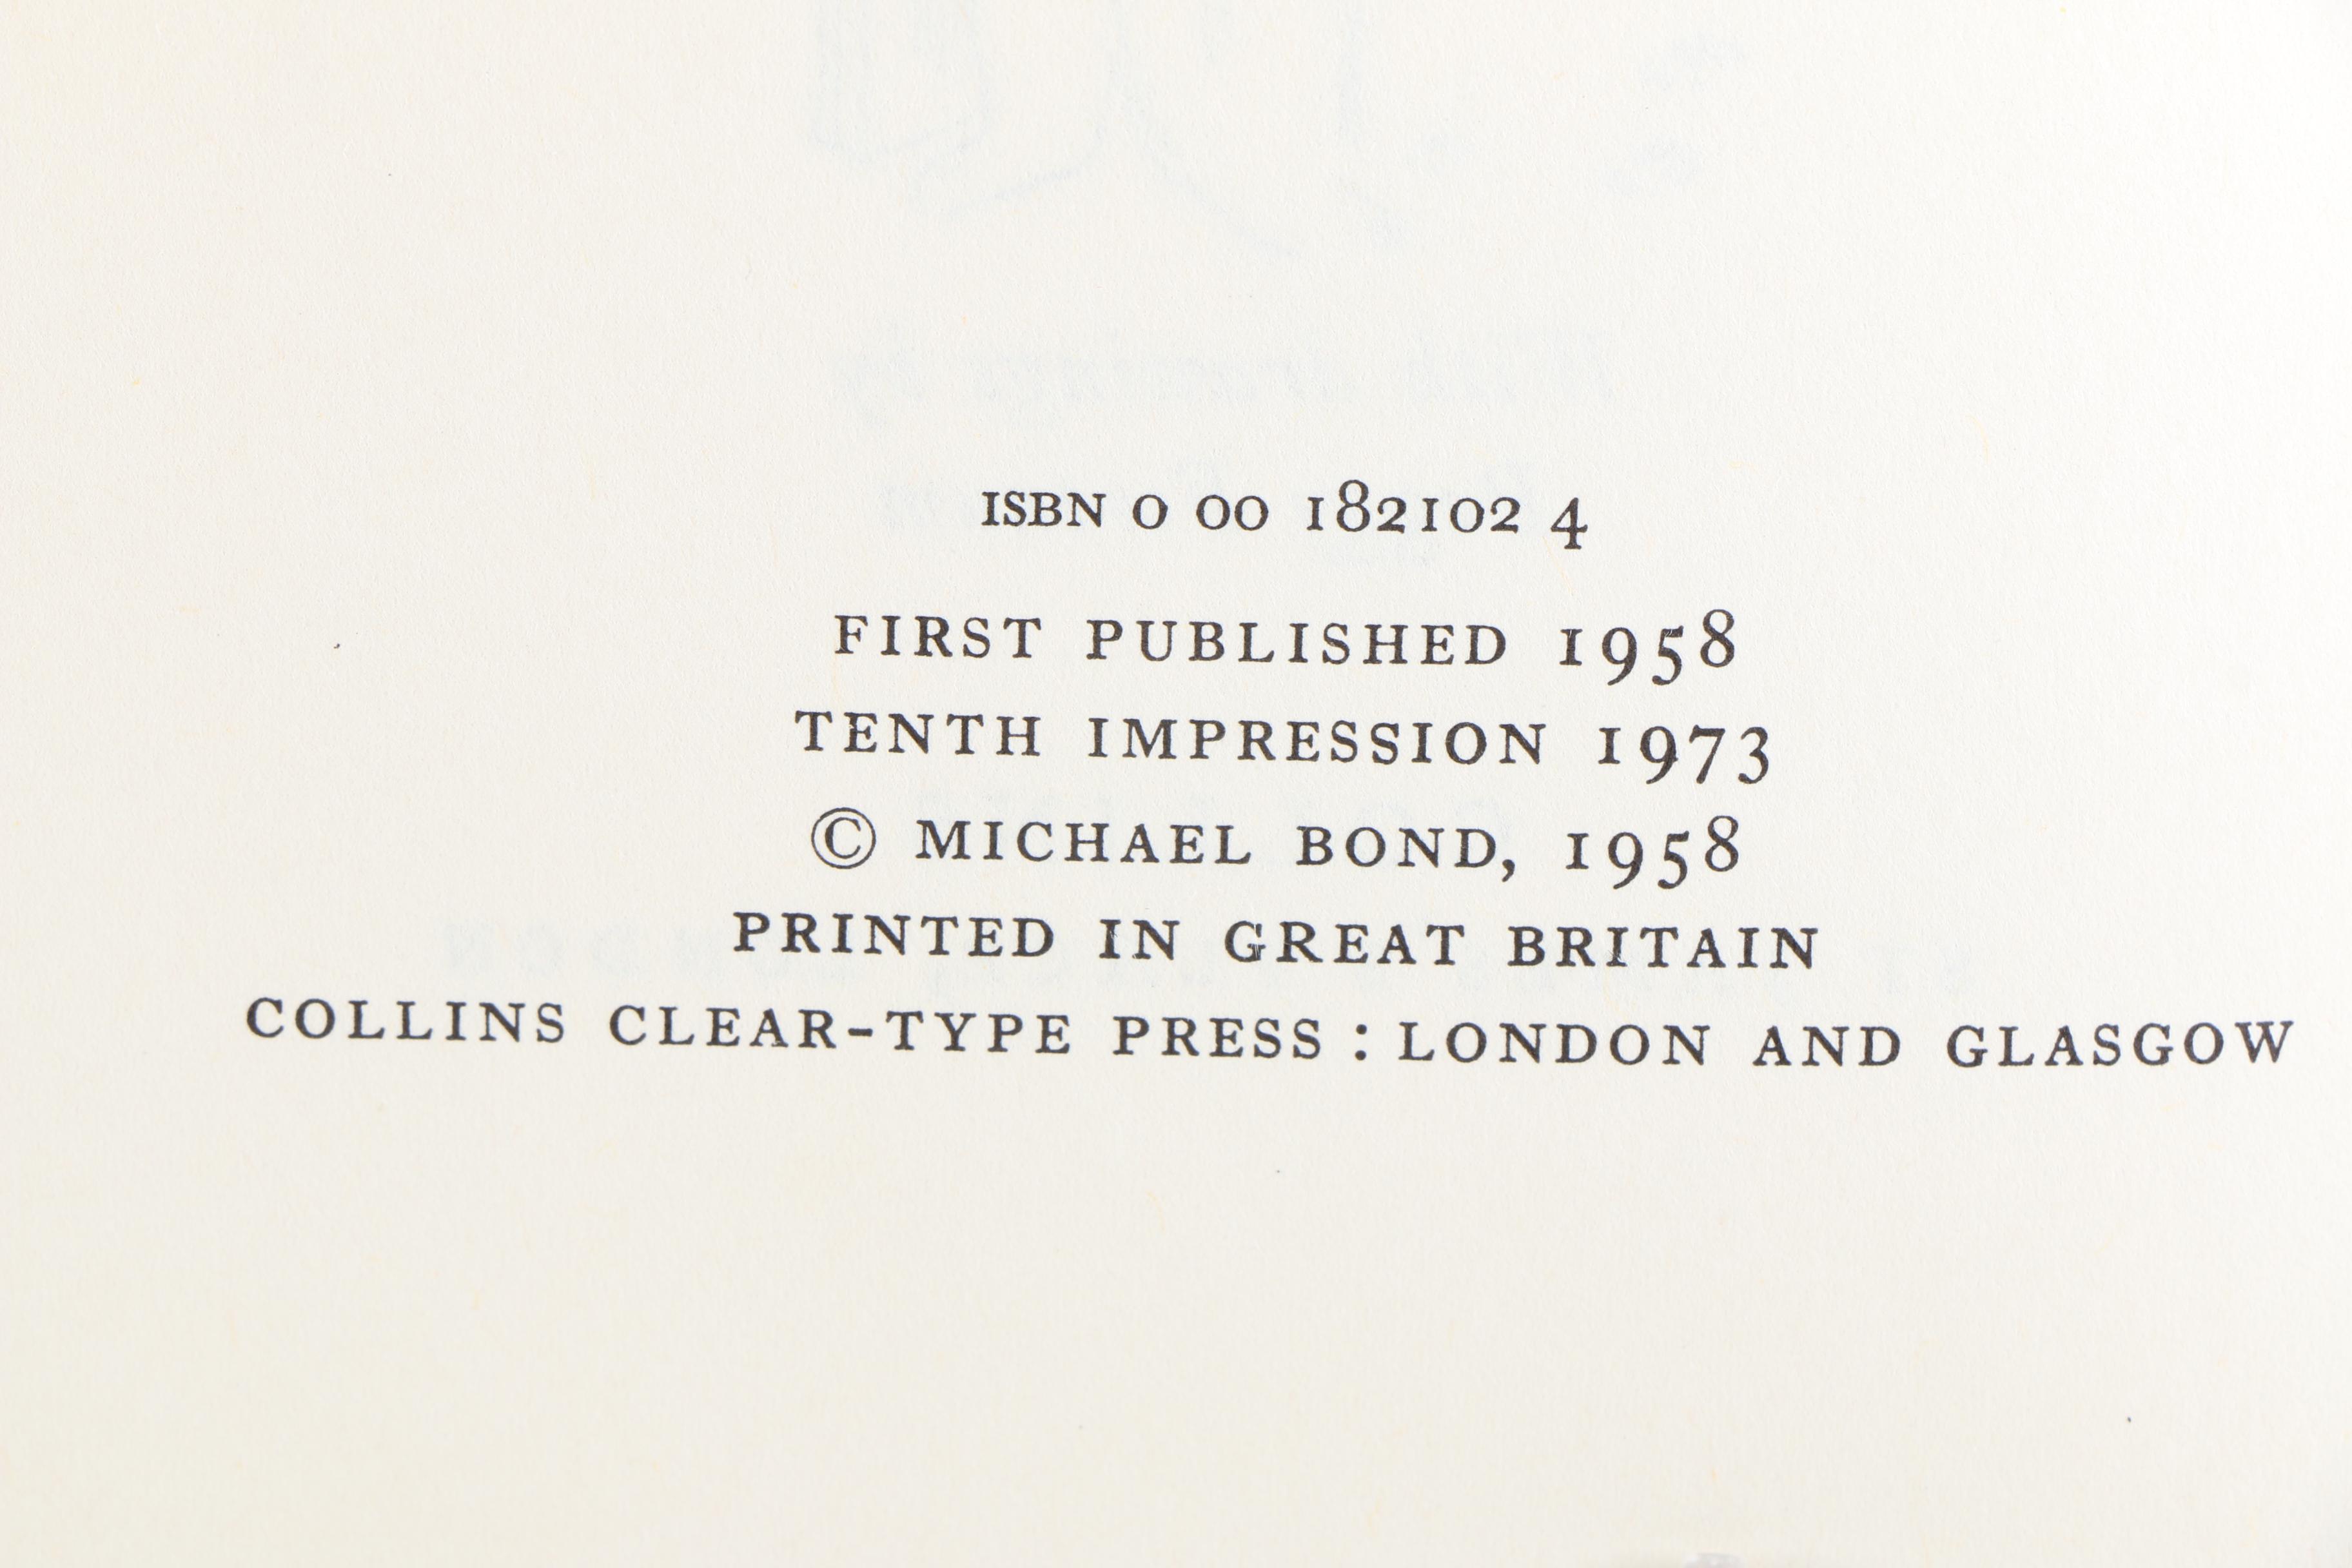 ISBN 0 00 182102 4
FIRST PUBLISHED 1958
TENTH IMPRESSION 1973
© MICHAEL BOND, 1958
PRINTED IN GREAT BRITAIN
COLLINS CLEAR-TYPE PRESS : LONDON AND GLASGOW